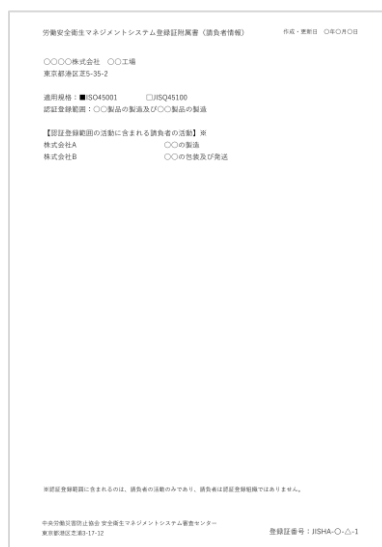 労働安全衛生マネジメントシステム登録証附属書（請負者情報）　作成・更新日　〇年〇月〇日
〇〇〇〇株式会社　〇〇工場
東京都港区芝5-35-2
適用規格：■ISO45001　□JISQ45100
認証登録範囲：〇〇製品の製造及び〇〇製品の製造
【認証登録範囲の活動に含まれる請負者の活動】※
株式会社A　〇〇の製造
株式会社B　〇〇の包装及び発送
※認証登録範囲に含まれるのは、請負者の活動のみであり、請負者は認証登録組織ではありません。
中央労働災害防止協会 安全衛生マネジメントシステム審査センター
東京都港区芝浦3-17-12　登録証番号：JISHA-〇-△-1